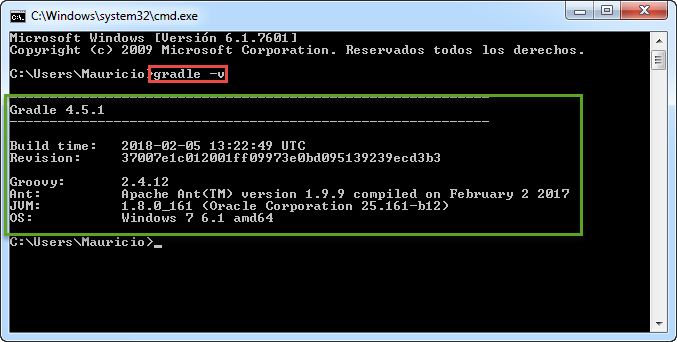 C:\Windows\system32\cmd.exe
Microsoft Windows [Versión 6.1.7601]
Copyright (c) 2009 Microsoft Corporation. Reservados todos los derechos.
C:\Users\Mauricio>gradle -v
------------------------------------------------------------
Gradle 4.5.1
------------------------------------------------------------
Build time:   2018-02-05 13:22:49 UTC
Revision:     37007e1c012001ff09973e0bd095139239ecd3b3
Groovy:       2.4.12
Ant:          Apache Ant(TM) version 1.9.9 compiled on February 2 2017
JVM:          1.8.0_161 (Oracle Corporation 25.161-b12)
OS:           Windows 7 6.1 amd64
C:\Users\Mauricio>_